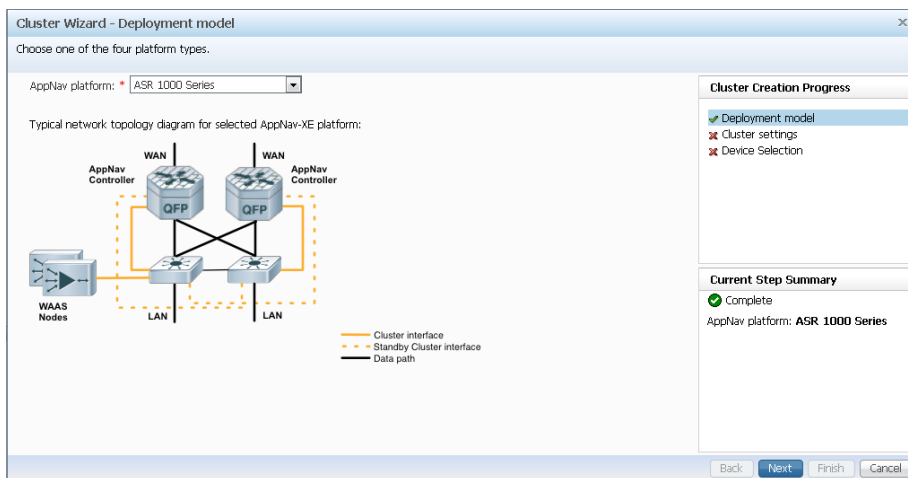 Cluster Wizard - Deployment model
Choose one of the four platform types.
AppNav platform: * ASR 1000 Series
Typical network topology diagram for selected AppNav-XE platform:
WAN
WAN
AppNav
Controller
AppNav
Controller
QFP
QFP
WAAS
Nodes
LAN
LAN
Cluster interface
Standby Cluster interface
Data path
Cluster Creation Progress
Deployment model
Cluster settings
Device Selection
Current Step Summary
Complete
AppNav platform: ASR 1000 Series
Back
Next
Finish
Cancel